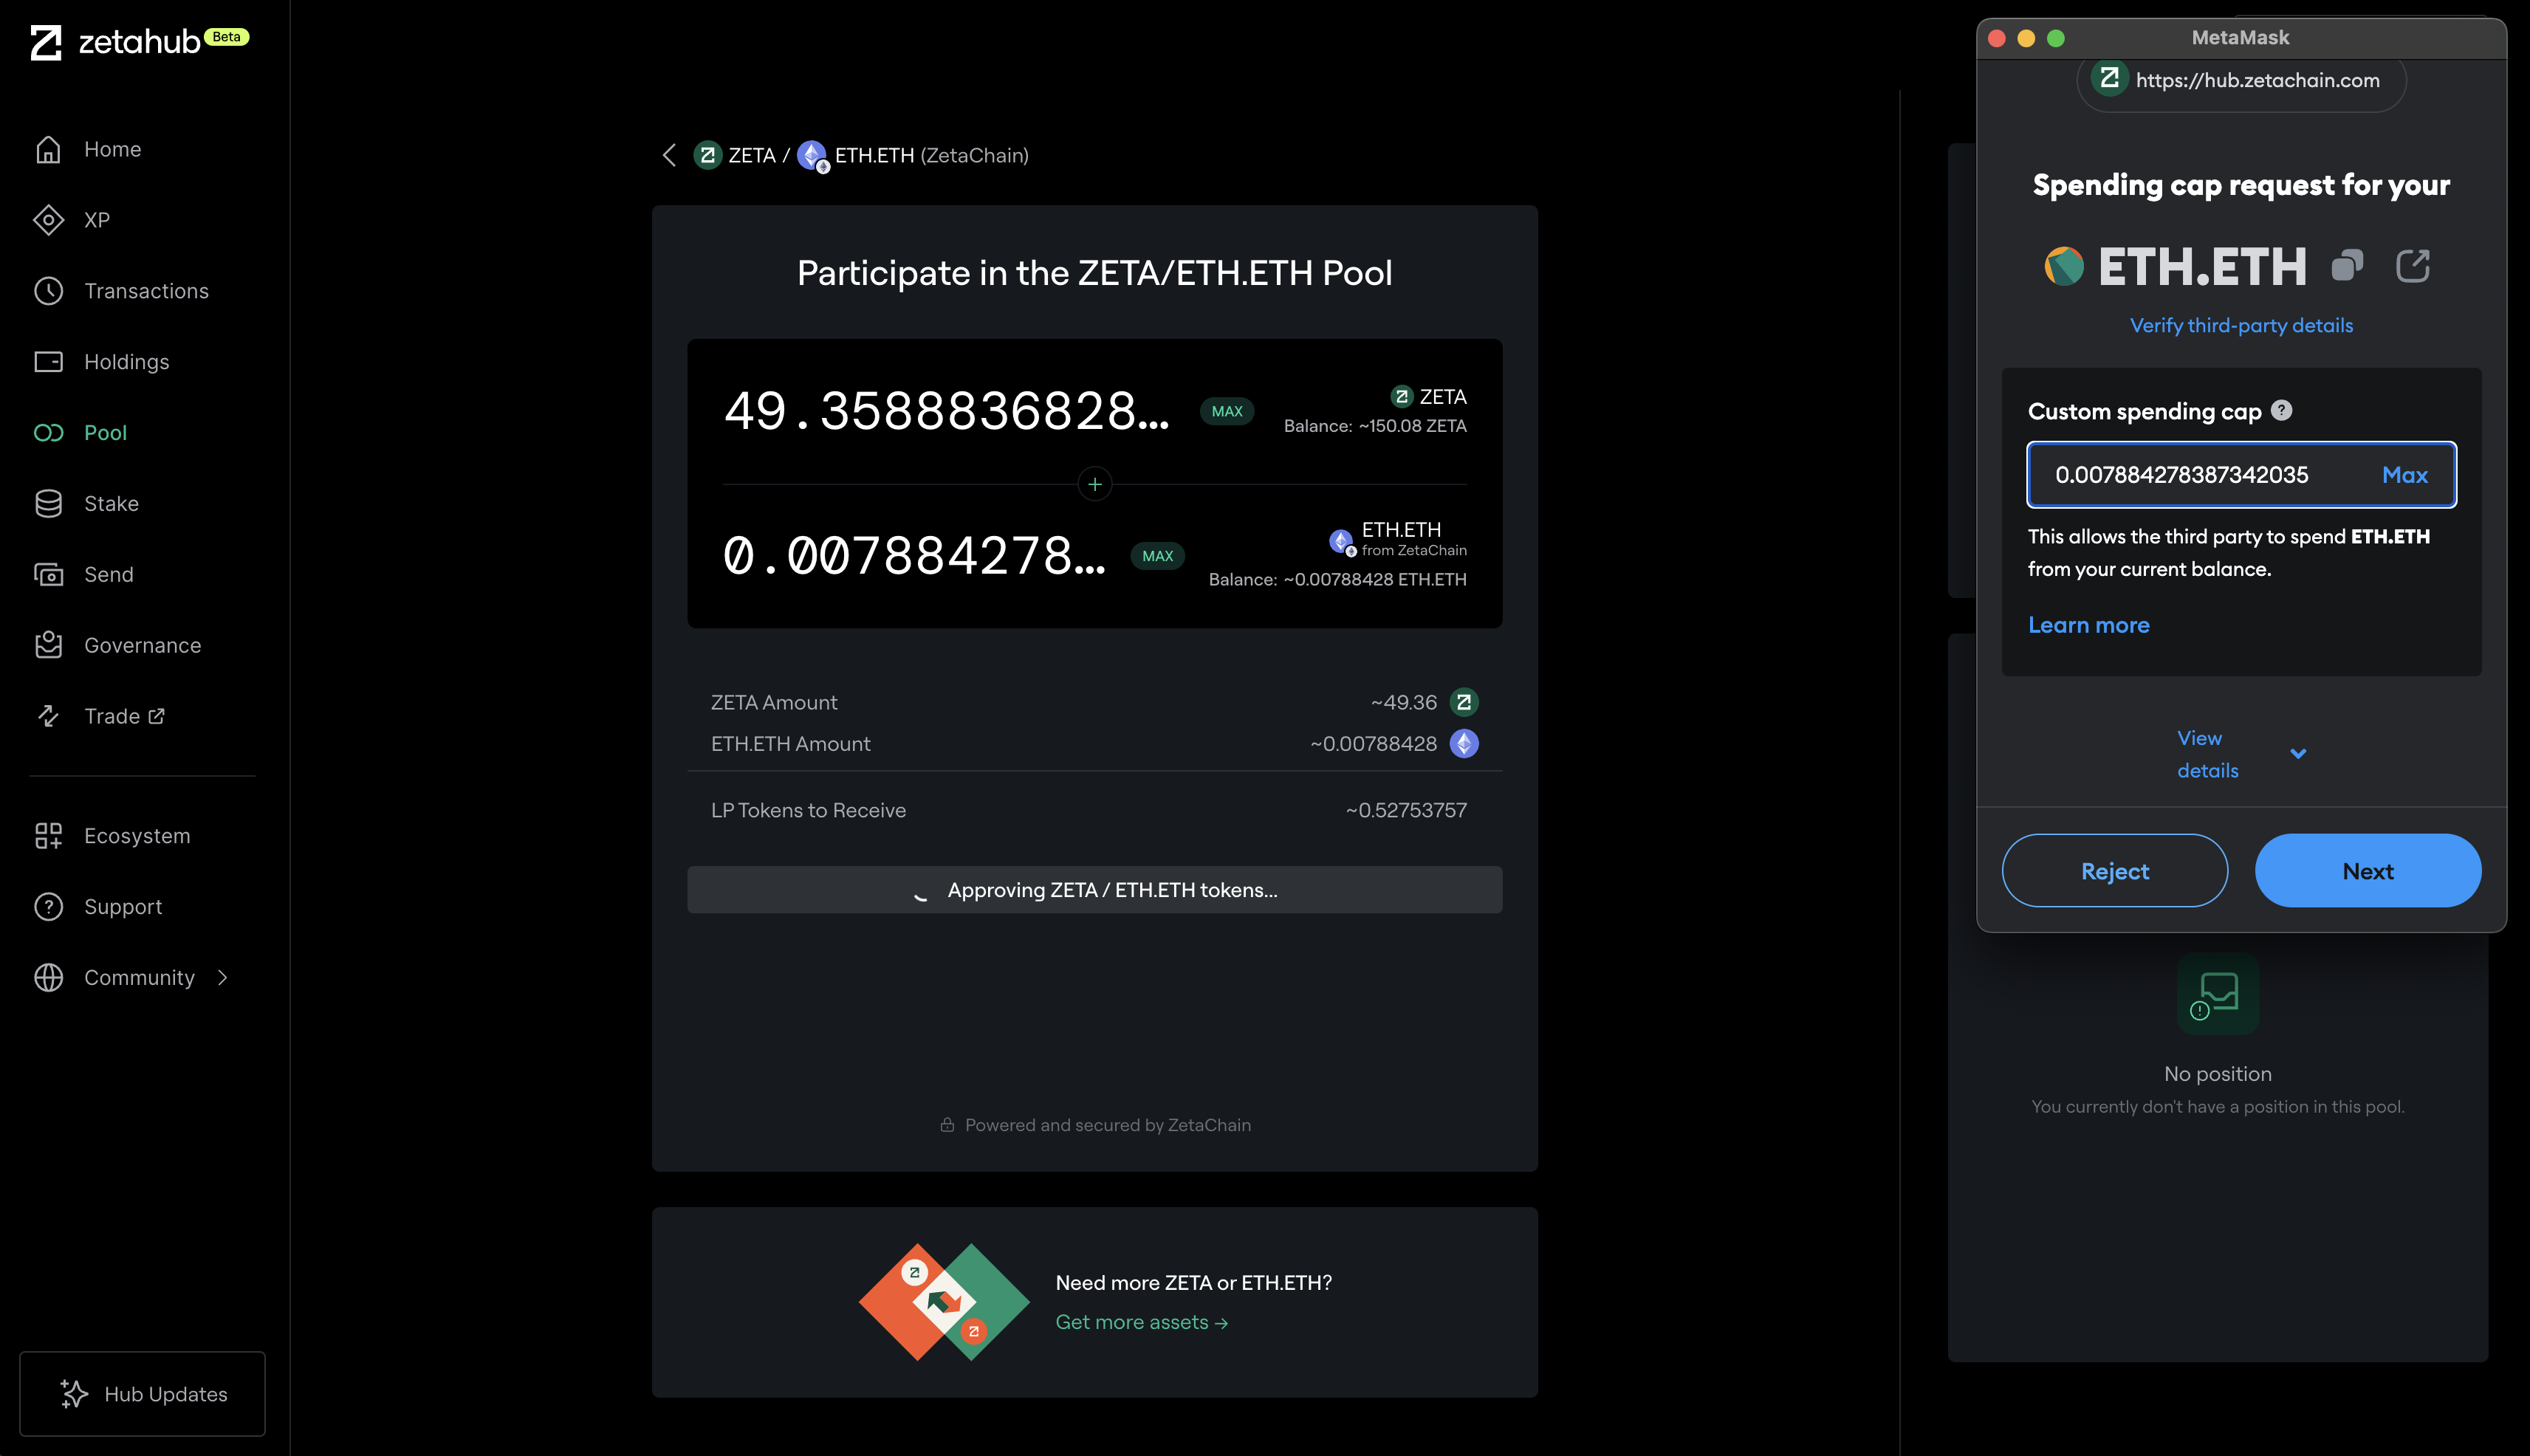 zetahub Beta
Home
XP
Transactions
Holdings
Pool
Stake
Send
Governance
Trade
Ecosystem
Support
Community
Hub Updates
ZETA / ETH.ETH (ZetaChain)
Participate in the ZETA/ETH.ETH Pool
49.3588836828… MAX
ZETA
Balance: ~150.08 ZETA
0.007884278… MAX
ETH.ETH
from ZetaChain
Balance: ~0.00788428 ETH.ETH
ZETA Amount ~49.36
ETH.ETH Amount ~0.00788428
LP Tokens to Receive ~0.52753757
Approving ZETA / ETH.ETH tokens...
Powered and secured by ZetaChain
Need more ZETA or ETH.ETH?
Get more assets →
MetaMask
https://hub.zetachain.com
Spending cap request for your
ETH.ETH
Verify third-party details
Custom spending cap ?
0.007884278387342035 Max
This allows the third party to spend ETH.ETH
from your current balance.
Learn more
View
details
Reject Next
No position
You currently don't have a position in this pool.